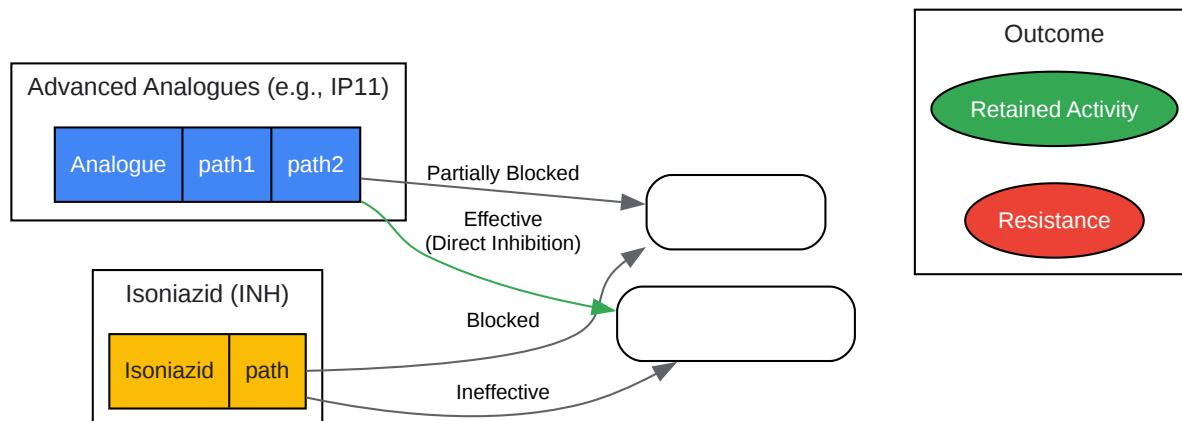 Outcome
Retained Activity
Resistance
Advanced Analogues (e.g., IP11)
Analogue
path1
path2
Partially Blocked
Effective
(Direct Inhibition)
Isoniazid (INH)
Isoniazid
path
Blocked
Ineffective